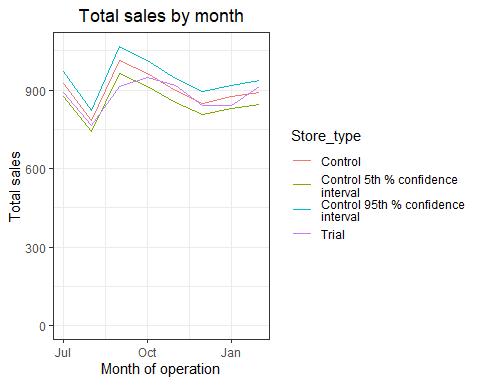 Total sales by month
Total sales
900
600
300
0
Jul
Oct
Jan
Month of operation
Store_type
Control
Control 5th % confidence
interval
Control 95th % confidence
interval
Trial